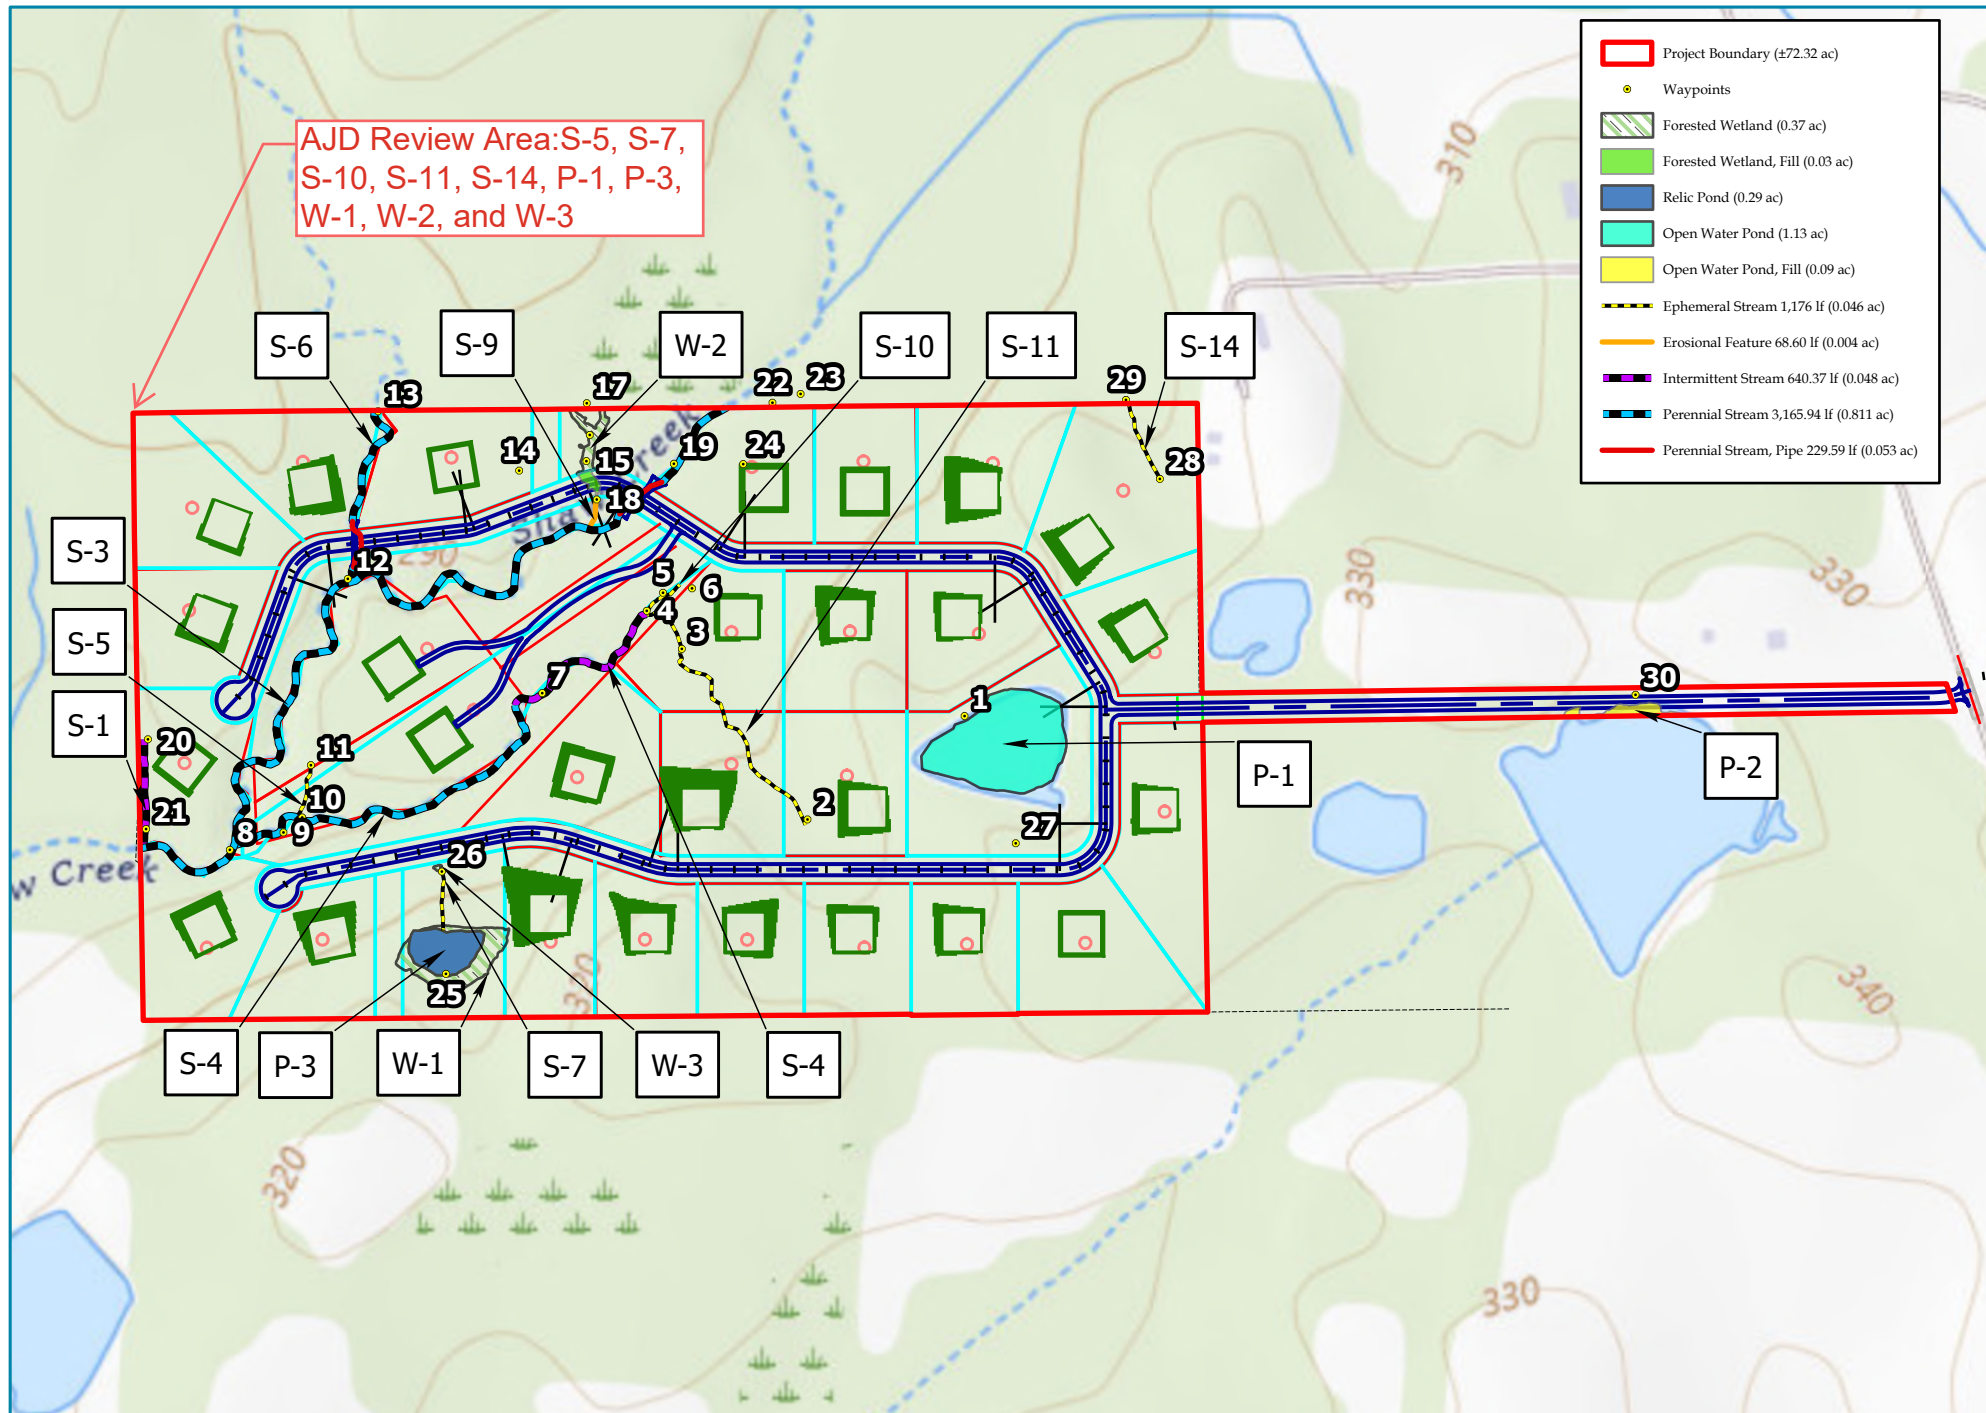 Project Boundary (±72.32 ac)
Waypoints
Forested Wetland (0.37 ac)
Forested Wetland, Fill (0.03 ac)
Relic Pond (0.29 ac)
Open Water Pond (1.13 ac)
Open Water Pond, Fill (0.09 ac)
Ephemeral Stream 1,176 lf (0.046 ac)
Erosional Feature 68.60 lf (0.004 ac)
Intermittent Stream 640.37 lf (0.048 ac)
Perennial Stream 3,165.94 lf (0.811 ac)
Perennial Stream, Pipe 229.59 lf (0.053 ac)
AJD Review Area:S-5, S-7,
S-10, S-11, S-14, P-1, P-3,
W-1, W-2, and W-3
310
S-6
S-9
W-2
S-10
S-11
S-14
13
17
22
23
29
14
15
19
24
28
18
S-3
12
290
5
6
4
3
330
330
S-5
7
S-1
20
11
1
30
P-1
P-2
21
10
8
9
2
27
26
w Creek
25
310
340
S-4
P-3
W-1
S-7
W-3
S-4
320
330